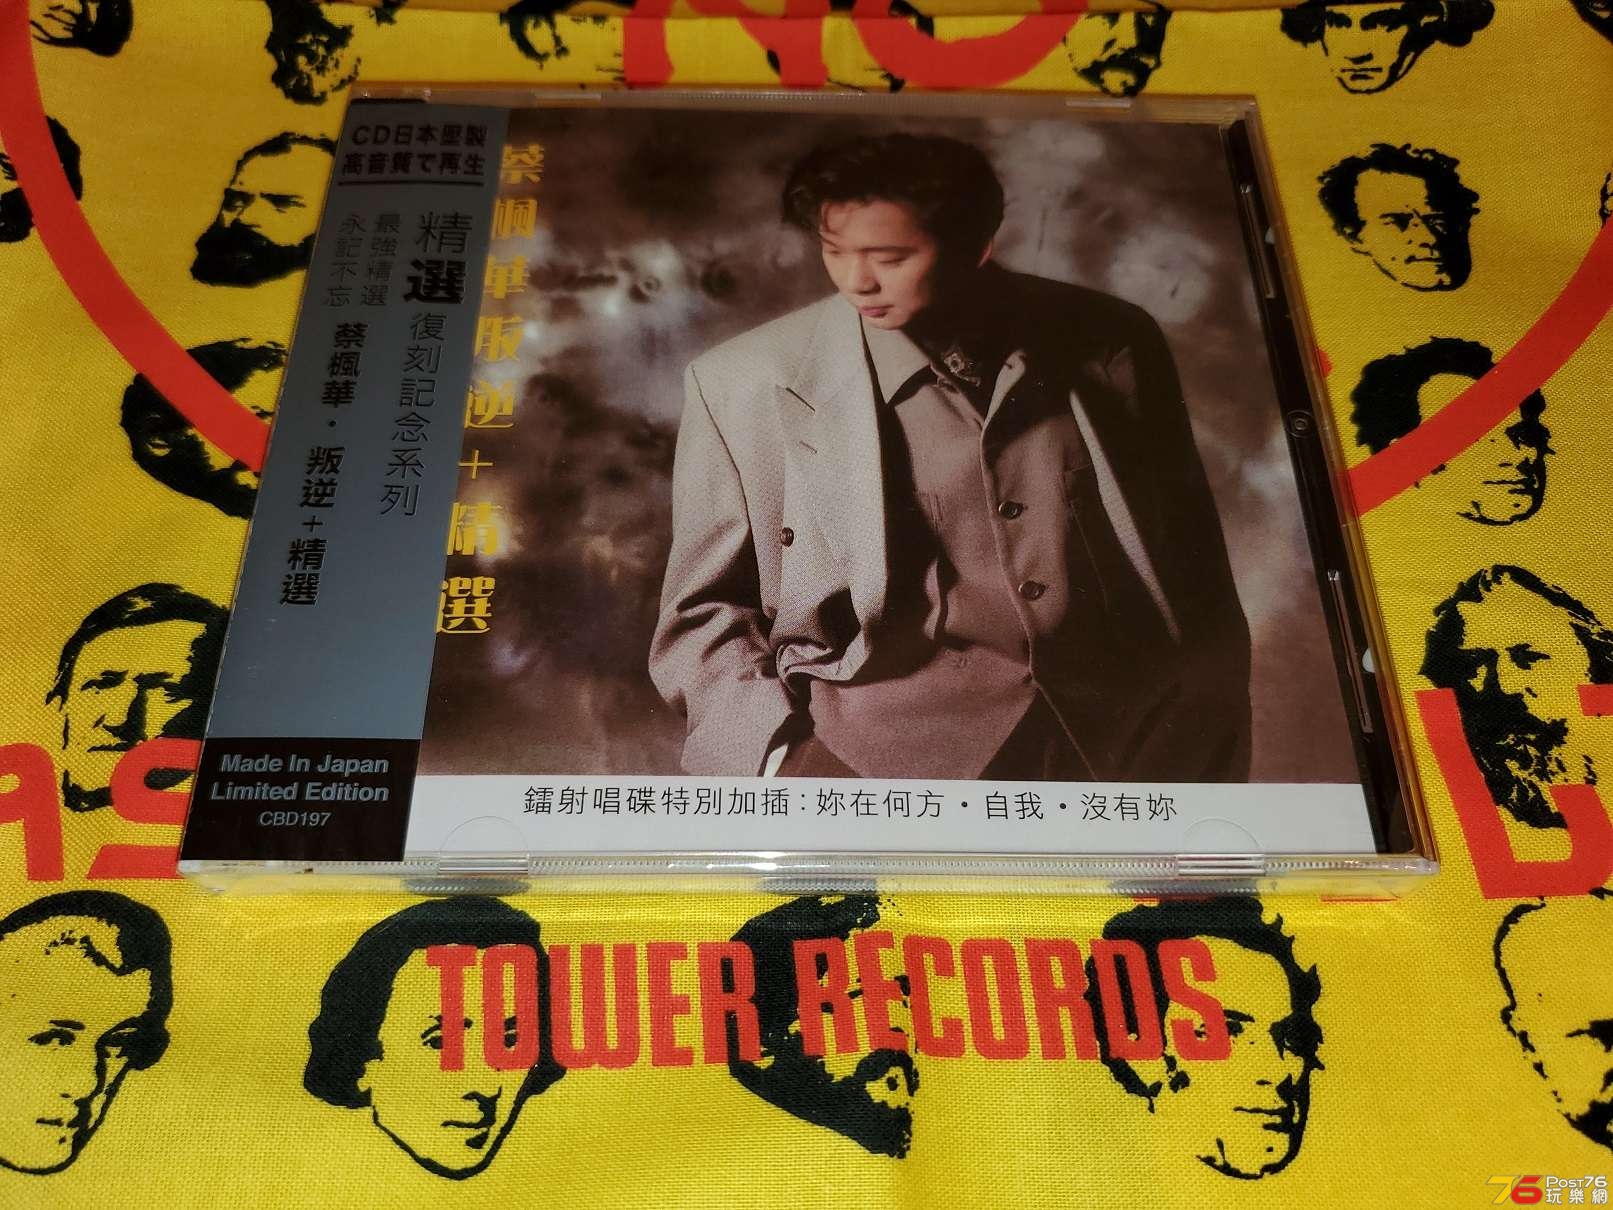 NO
CD日本壓製
高音質で再生
精選 復刻記念系列
最強精選
永記不忘
蔡楓華・叛逆+精選
Made In Japan
Limited Edition
CBD197
蔡楓華叛逆+精選
鐳射唱碟特別加插：妳在何方・自我・沒有妳
TOWER RECORDS
76 POST76
玩樂網